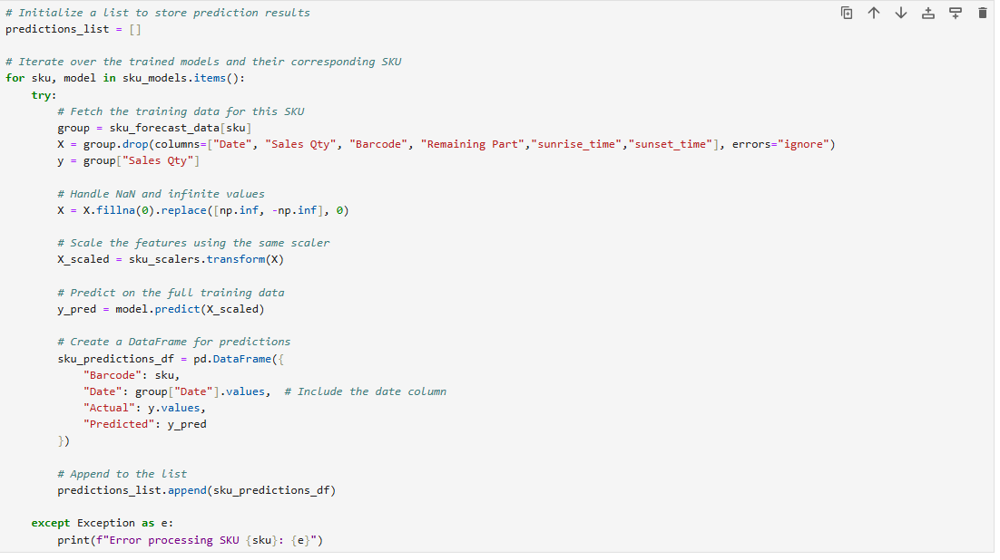 # Initialize a list to store prediction results
predictions_list = []

# Iterate over the trained models and their corresponding SKU
for sku, model in sku_models.items():
    try:
        # Fetch the training data for this SKU
        group = sku_forecast_data[sku]
        X = group.drop(columns=["Date", "Sales Qty", "Barcode", "Remaining Part","sunrise_time","sunset_time"], errors="ignore")
        y = group["Sales Qty"]

        # Handle NaN and infinite values
        X = X.fillna(0).replace([np.inf, -np.inf], 0)

        # Scale the features using the same scaler
        X_scaled = sku_scalers.transform(X)

        # Predict on the full training data
        y_pred = model.predict(X_scaled)

        # Create a DataFrame for predictions
        sku_predictions_df = pd.DataFrame({
            "Barcode": sku,
            "Date": group["Date"].values,  # Include the date column
            "Actual": y.values,
            "Predicted": y_pred
        })

        # Append to the list
        predictions_list.append(sku_predictions_df)

    except Exception as e:
        print(f"Error processing SKU {sku}: {e}")